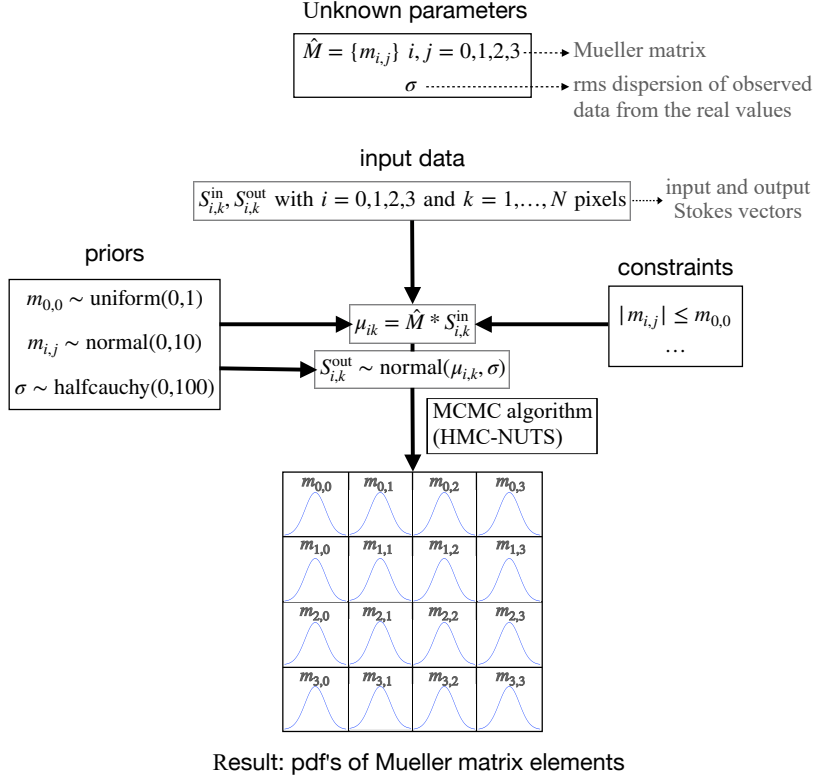 Unknown parameters
M̂ = {m_{i,j}} i, j = 0,1,2,3
Mueller matrix
σ
rms dispersion of observed
data from the real values
input data
S^{in}_{i,k}, S^{out}_{i,k} with i = 0,1,2,3 and k = 1,…, N pixels
input and output
Stokes vectors
priors
m_{0,0} ∼ uniform(0,1)
m_{i,j} ∼ normal(0,10)
σ ∼ halfcauchy(0,100)
constraints
|m_{i,j}| ≤ m_{0,0}
…
μ_{ik} = M̂ * S^{in}_{i,k}
S^{out}_{i,k} ∼ normal(μ_{i,k}, σ)
MCMC algorithm
(HMC-NUTS)
m_{0,0} m_{0,1} m_{0,2} m_{0,3}
m_{1,0} m_{1,1} m_{1,2} m_{1,3}
m_{2,0} m_{2,1} m_{2,2} m_{2,3}
m_{3,0} m_{3,1} m_{3,2} m_{3,3}
Result: pdf's of Mueller matrix elements